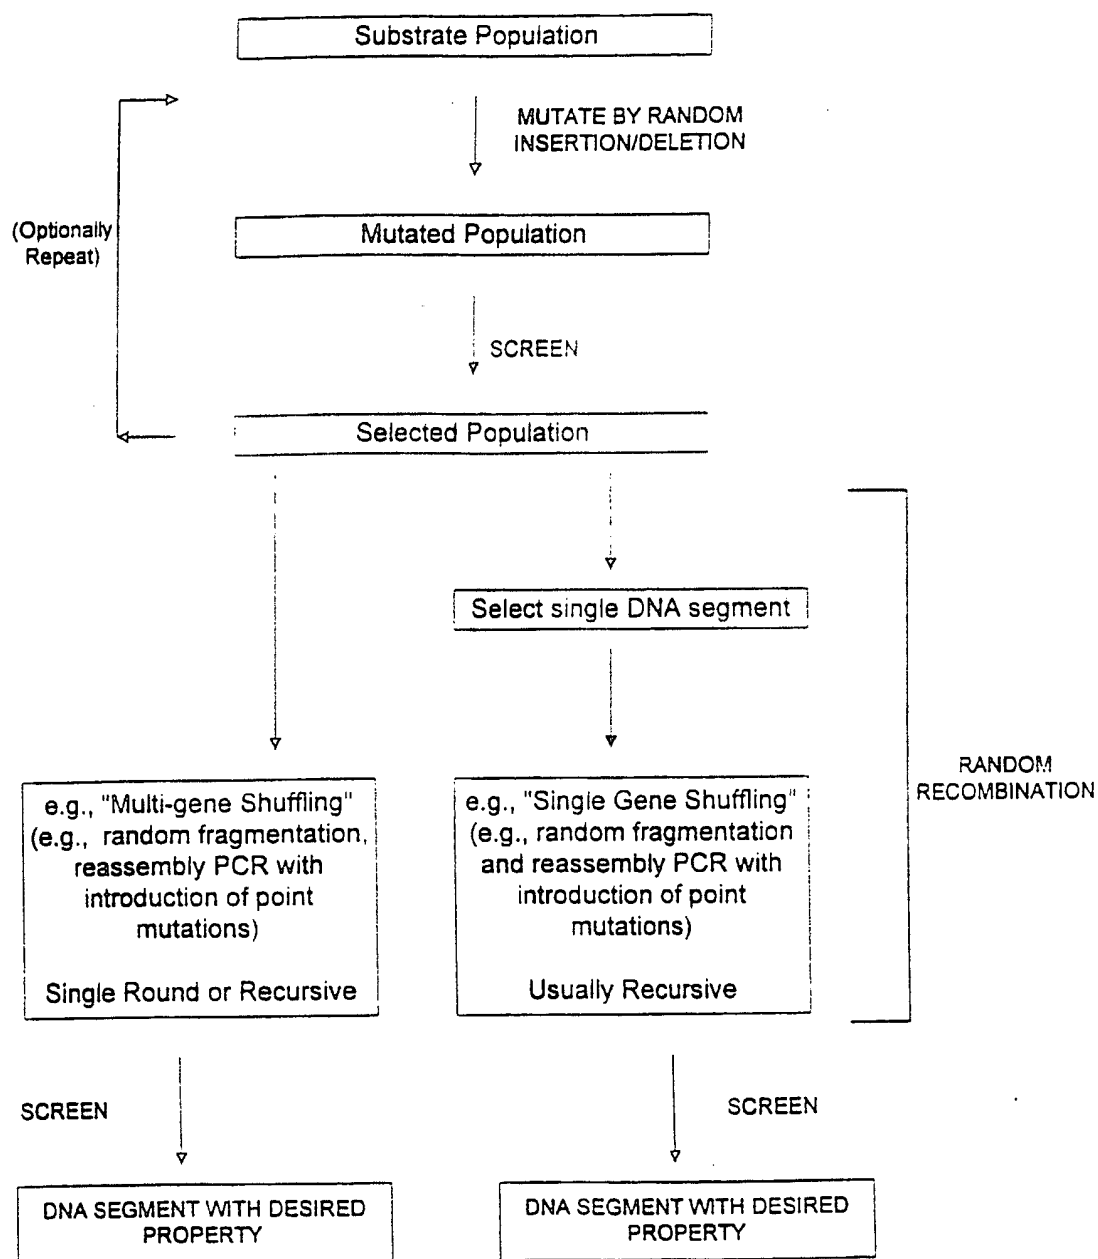 Substrate Population
MUTATE BY RANDOM
INSERTION/DELETION
(Optionally
Repeat)
Mutated Population
SCREEN
Selected Population
Select single DNA segment
e.g., "Multi-gene Shuffling"
(e.g., random fragmentation,
reassembly PCR with
introduction of point
mutations)
Single Round or Recursive
e.g., "Single Gene Shuffling"
(e.g., random fragmentation
and reassembly PCR with
introduction of point
mutations)
Usually Recursive
RANDOM
RECOMBINATION
SCREEN
SCREEN
DNA SEGMENT WITH DESIRED
PROPERTY
DNA SEGMENT WITH DESIRED
PROPERTY